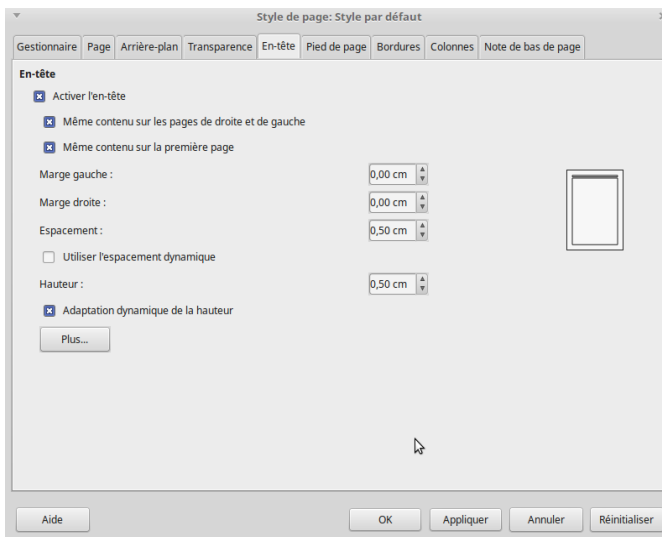 Style de page: Style par défaut
Gestionnaire Page Arrière-plan Transparence En-tête Pied de page Bordures Colonnes Note de bas de page
En-tête
Activer l'en-tête
Même contenu sur les pages de droite et de gauche
Même contenu sur la première page
Marge gauche : 0,00 cm
Marge droite : 0,00 cm
Espacement : 0,50 cm
Utiliser l'espacement dynamique
Hauteur : 0,50 cm
Adaptation dynamique de la hauteur
Plus...
Aide OK Appliquer Annuler Réinitialiser